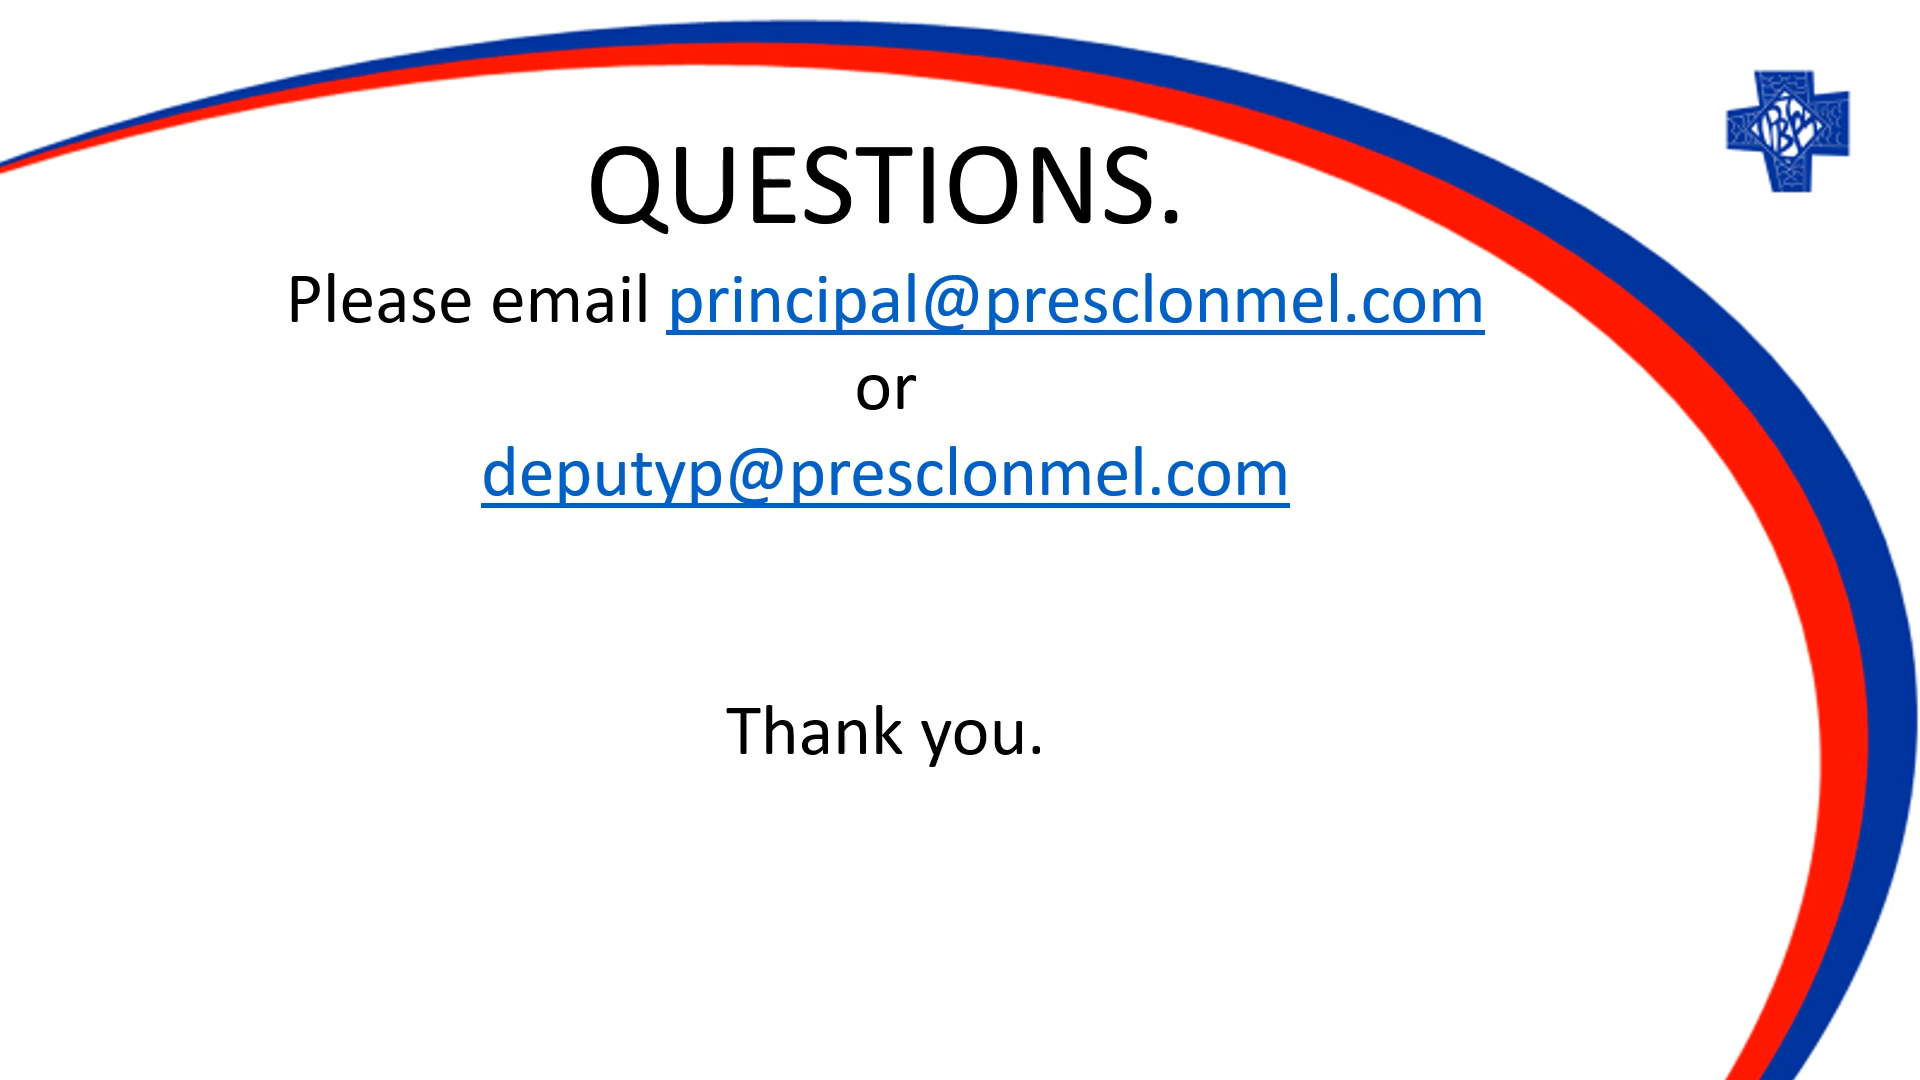 QUESTIONS.
Please email principal@presclonmel.com
or
deputyp@presclonmel.com
Thank you.